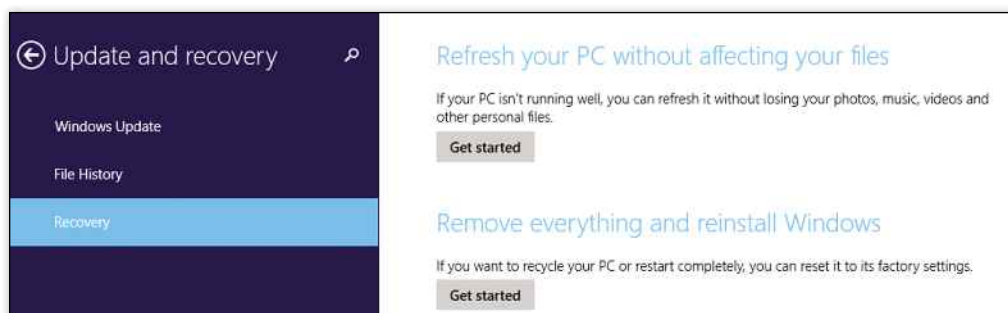 Update and recovery
Windows Update
File History
Recovery
Refresh your PC without affecting your files
If your PC isn't running well, you can refresh it without losing your photos, music, videos and
other personal files.
Get started
Remove everything and reinstall Windows
If you want to recycle your PC or restart completely, you can reset it to its factory settings.
Get started